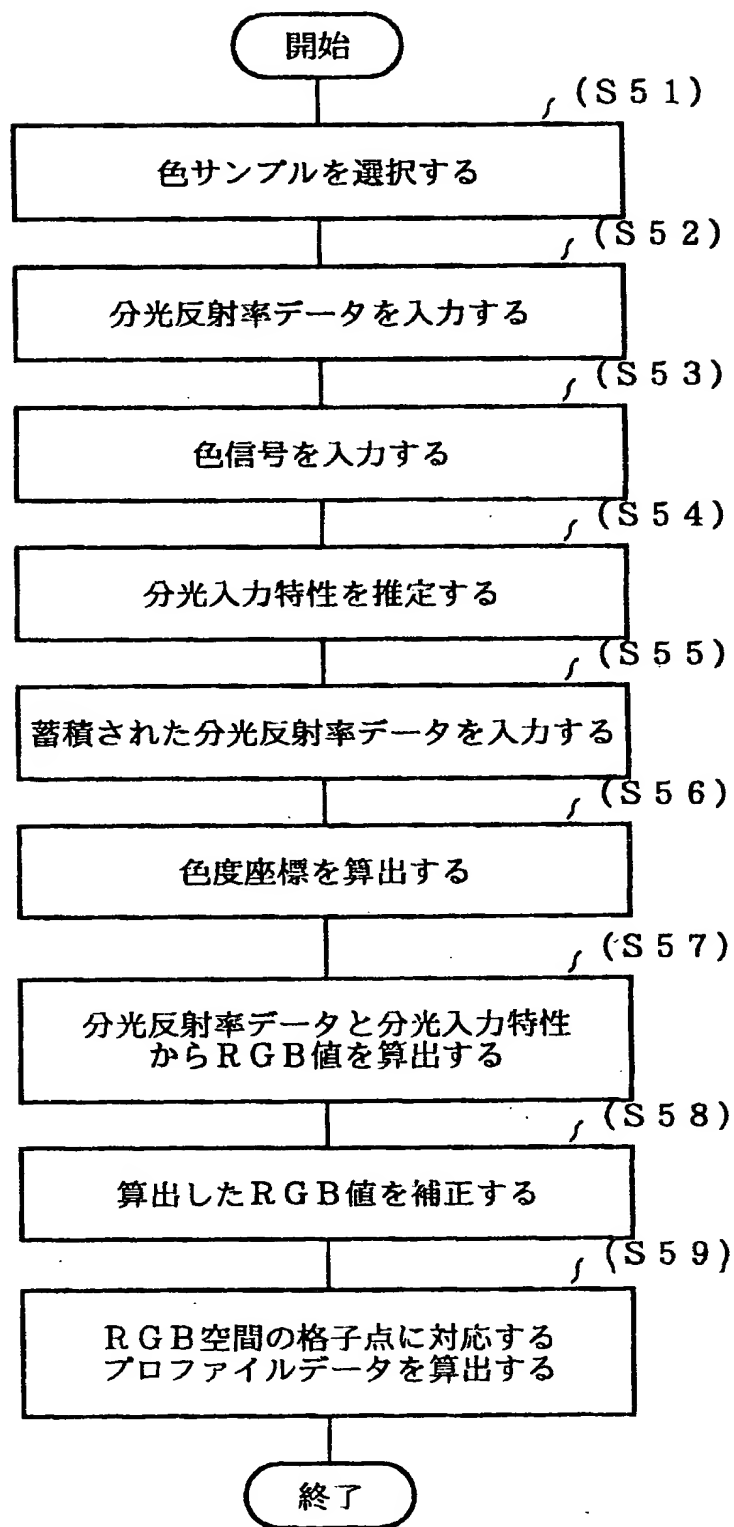 開始
(S51)
色サンプルを選択する
(S52)
分光反射率データを入力する
(S53)
色信号を入力する
(S54)
分光入力特性を推定する
(S55)
蓄積された分光反射率データを入力する
(S56)
色度座標を算出する
(S57)
分光反射率データと分光入力特性
からRGB値を算出する
(S58)
算出したRGB値を補正する
(S59)
RGB空間の格子点に対応する
プロファイルデータを算出する
終了